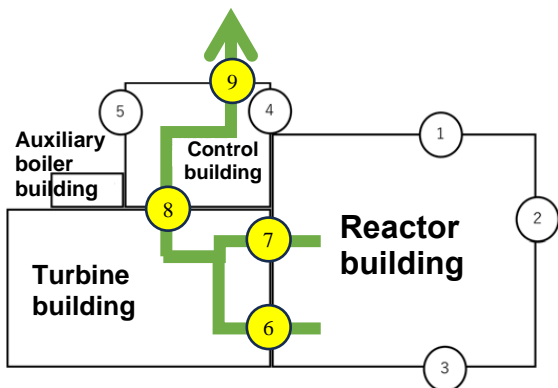 9
5
4
1
Auxiliary
boiler
building
Control
building
8
2
7
Reactor
building
Turbine
building
6
3